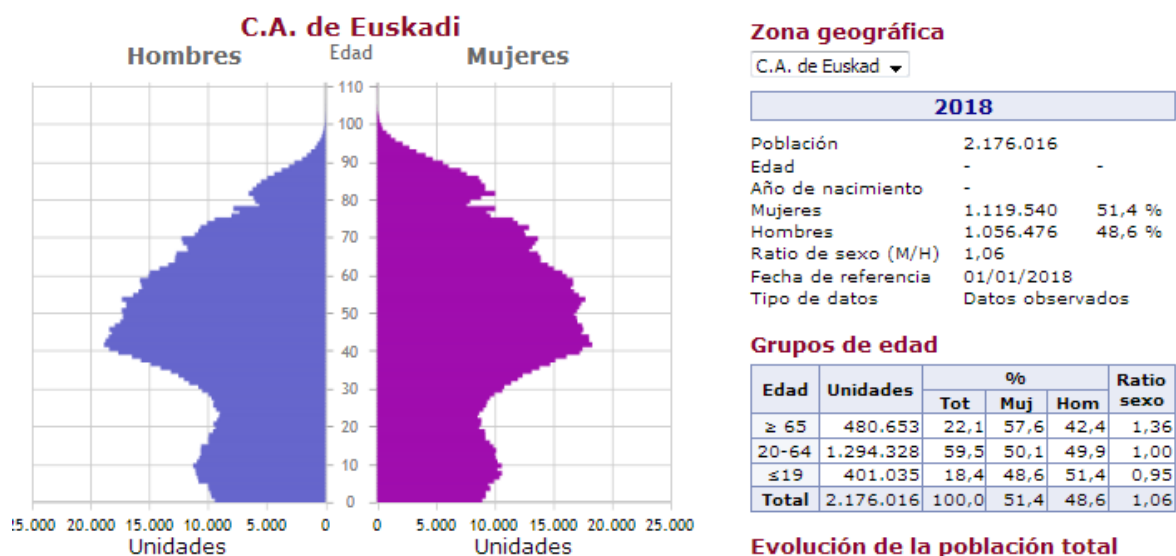 C.A. de Euskadi
Hombres Edad Mujeres
110
100
90
80
70
60
50
40
30
20
10
0
25.000 20.000 15.000 10.000 5.000 0 0 5.000 10.000 15.000 20.000 25.000
Unidades Unidades
Zona geográfica
C.A. de Euskad
2018
Población 2.176.016
Edad - -
Año de nacimiento -
Mujeres 1.119.540 51,4 %
Hombres 1.056.476 48,6 %
Ratio de sexo (M/H) 1,06
Fecha de referencia 01/01/2018
Tipo de datos Datos observados
Grupos de edad
Edad Unidades % Ratio sexo
Tot Muj Hom
≥ 65 480.653 22,1 57,6 42,4 1,36
20-64 1.294.328 59,5 50,1 49,9 1,00
≤19 401.035 18,4 48,6 51,4 0,95
Total 2.176.016 100,0 51,4 48,6 1,06
Evolución de la población total